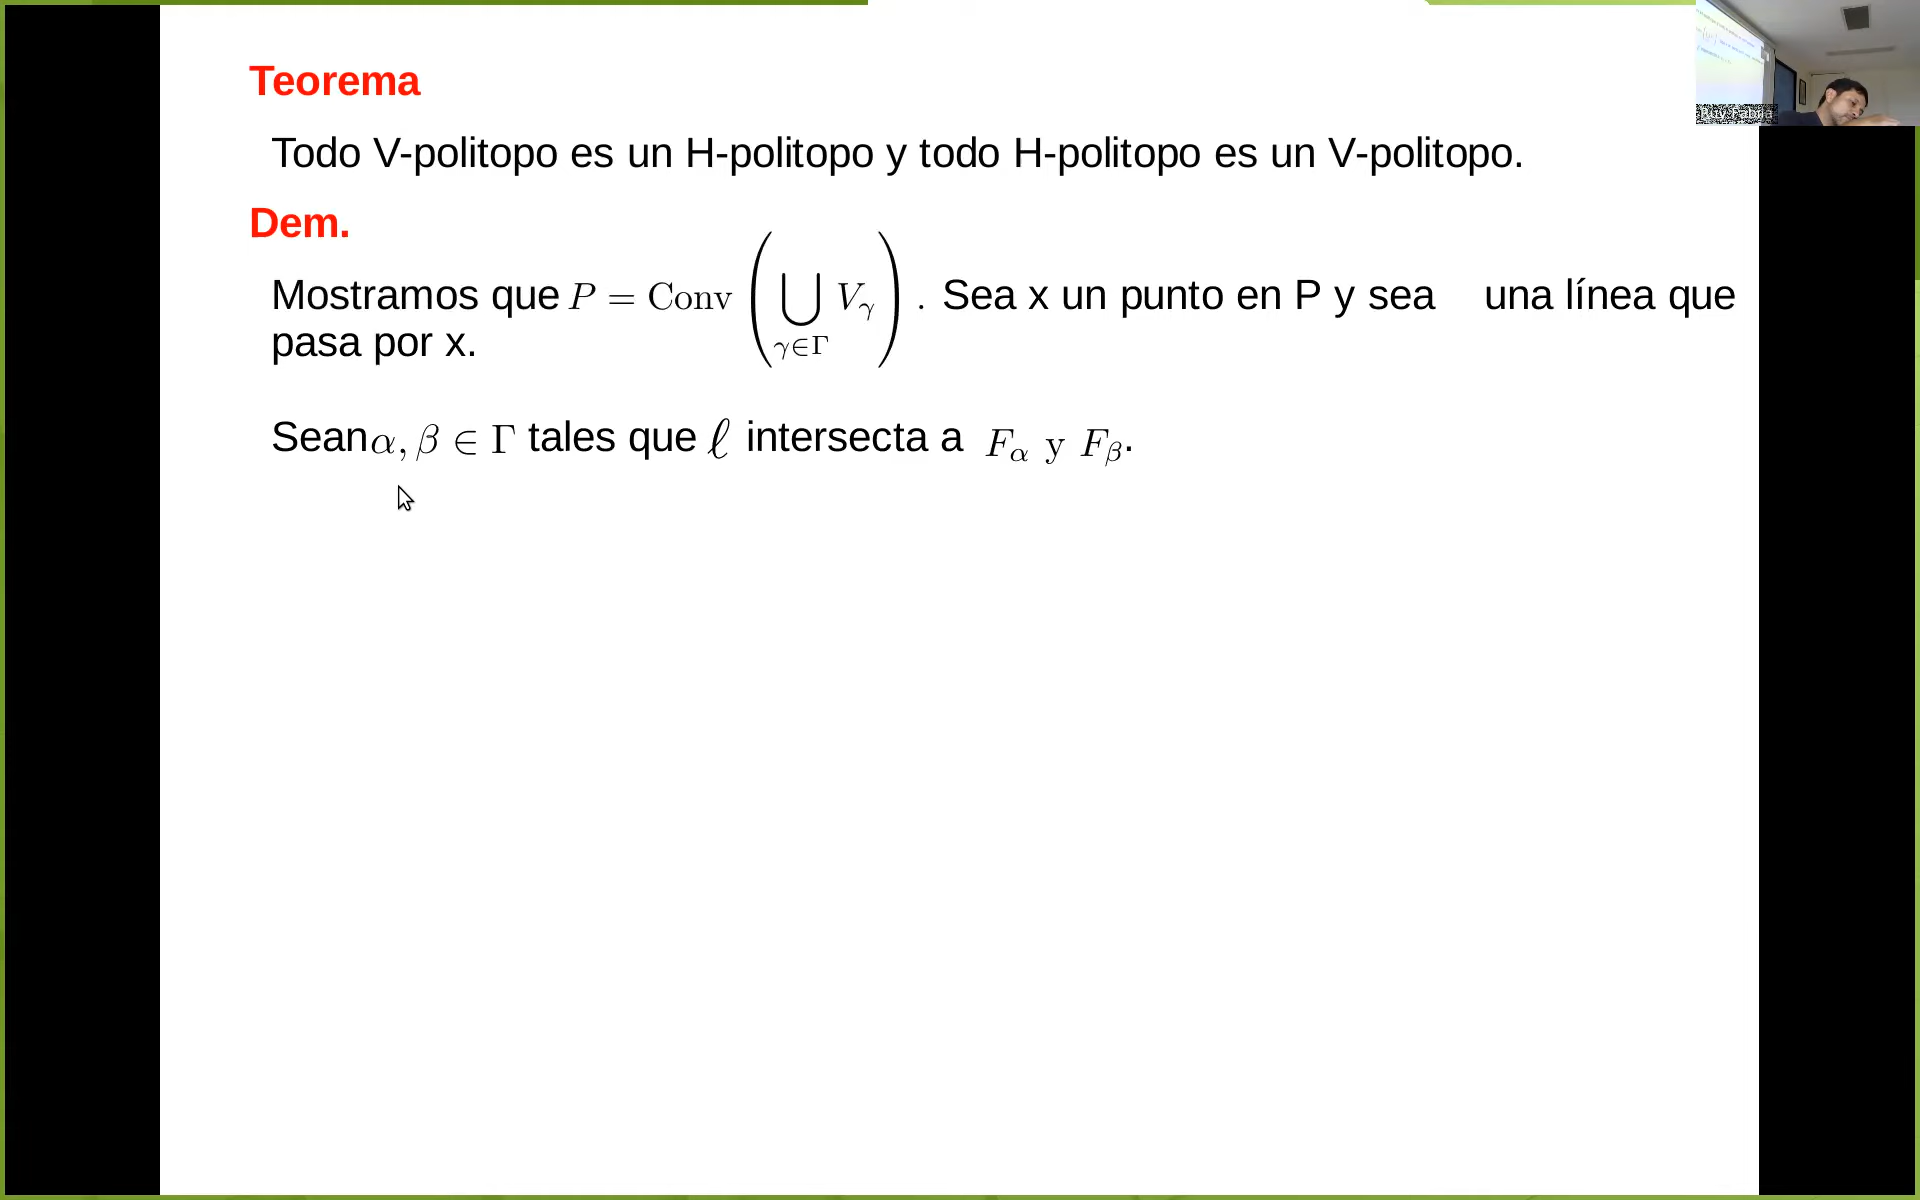 Teorema
Todo V-politopo es un H-politopo y todo H-politopo es un V-politopo.
Dem.
Mostramos que P = Conv ( ⋃_{γ∈Γ} V_γ ) . Sea x un punto en P y sea una línea que
pasa por x.
Sean α, β ∈ Γ tales que ℓ intersecta a F_α y F_β.